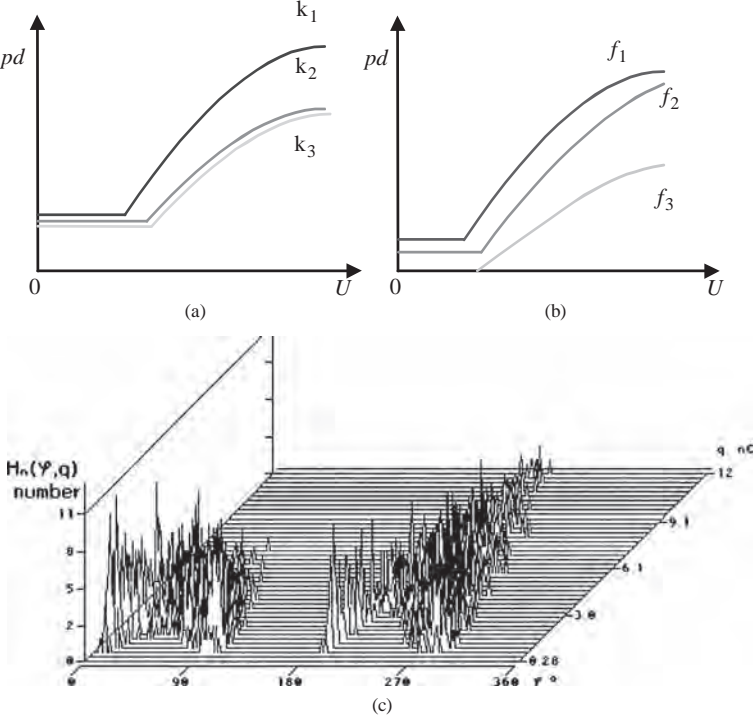 k1
pd
k2
k3
0
U
(a)
pd
f1
f2
f3
0
U
(b)
Hn(φ,q)
number
11
8
5
2
0
0
90
180
270
360
φ°
q nC
12
9.1
6.1
3.0
0.28
(c)